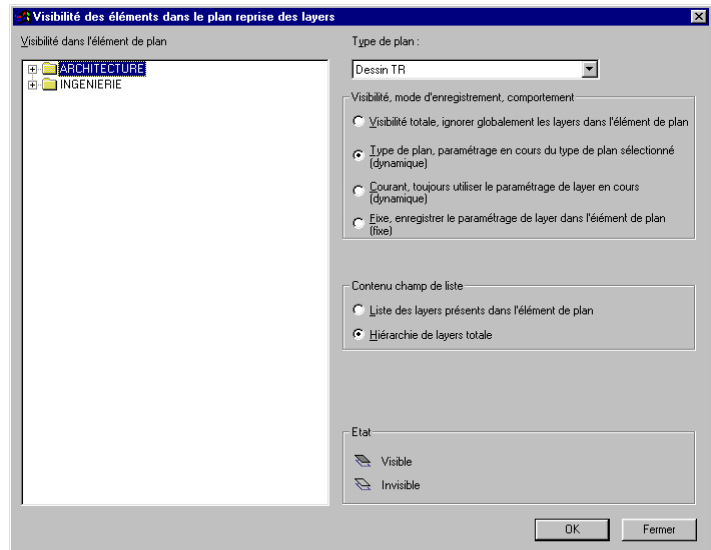 Visibilité des éléments dans le plan reprise des layers
Visibilité dans l'élément de plan
ARCHITECTURE
INGENIERIE
Type de plan :
Dessin TR
Visibilité, mode d'enregistrement, comportement
Visibilité totale, ignorer globalement les layers dans l'élément de plan
Type de plan, paramétrage en cours du type de plan sélectionné
(dynamique)
Courant, toujours utiliser le paramétrage de layer en cours
(dynamique)
Fixe, enregistrer le paramétrage de layer dans l'élément de plan
(fixe)
Contenu champ de liste
Liste des layers présents dans l'élément de plan
Hiérarchie de layers totale
Etat
Visible
Invisible
OK
Fermer